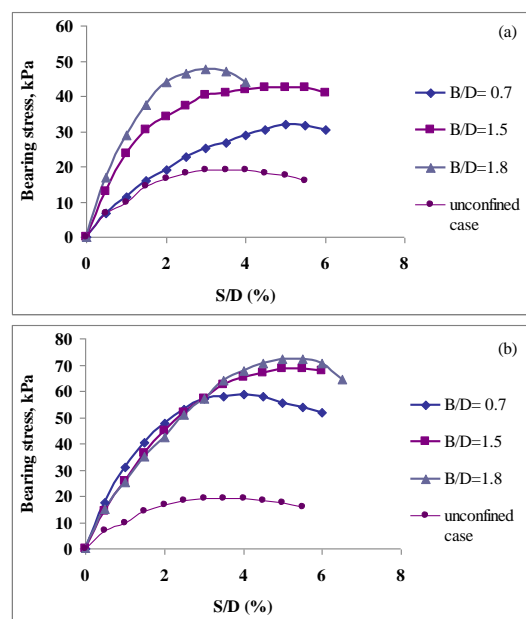 (a)
Bearing stress, kPa
60
50
40
30
20
10
0
0 2 4 6 8
S/D (%)
B/D= 0.7
B/D=1.5
B/D=1.8
unconfined
case
(b)
Bearing stress, kPa
80
70
60
50
40
30
20
10
0
0 2 4 6 8
S/D (%)
B/D= 0.7
B/D=1.5
B/D=1.8
unconfined
case